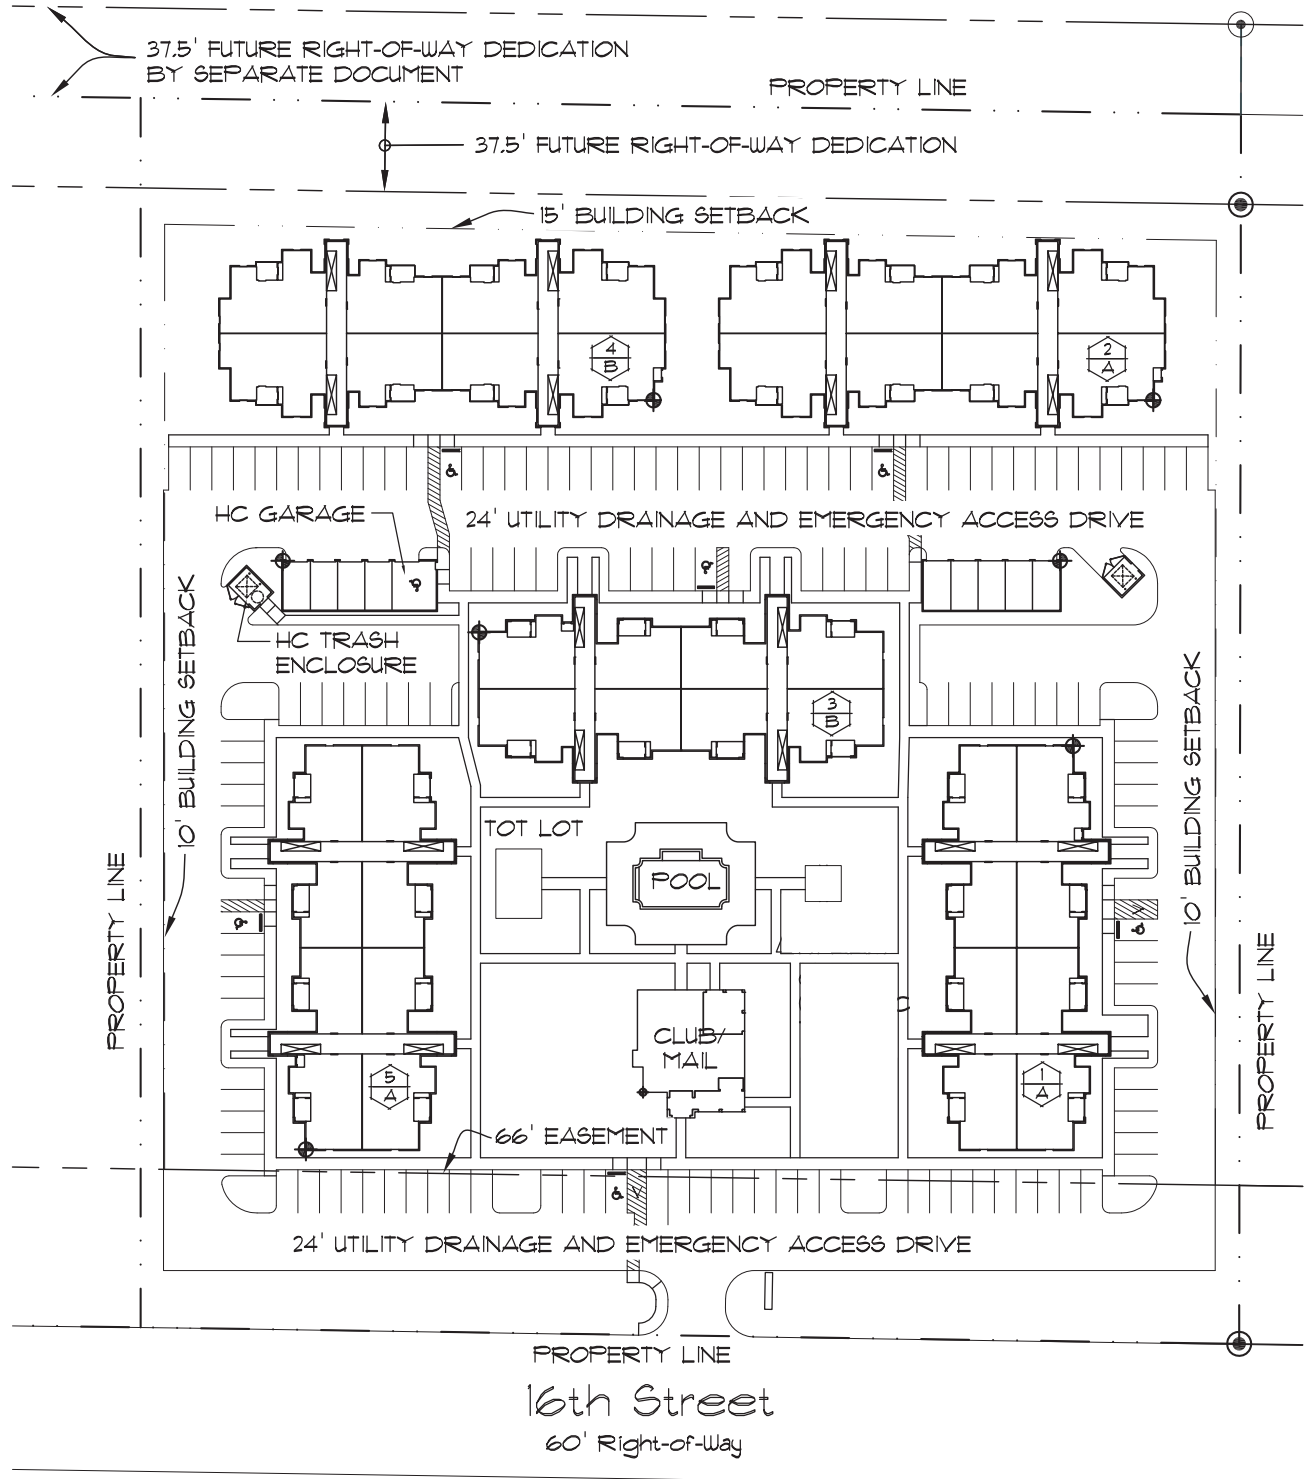 37.5' FUTURE RIGHT-OF-WAY DEDICATION
BY SEPARATE DOCUMENT
PROPERTY LINE
37.5' FUTURE RIGHT-OF-WAY DEDICATION
15' BUILDING SETBACK
4
B
2
A
HC GARAGE
24' UTILITY DRAINAGE AND EMERGENCY ACCESS DRIVE
HC TRASH
ENCLOSURE
10' BUILDING SETBACK
10' BUILDING SETBACK
3
B
TOT LOT
POOL
PROPERTY LINE
PROPERTY LINE
V
CLUB/
MAIL
5
A
1
A
66' EASEMENT
V
24' UTILITY DRAINAGE AND EMERGENCY ACCESS DRIVE
PROPERTY LINE
16th Street
60' Right-of-Way